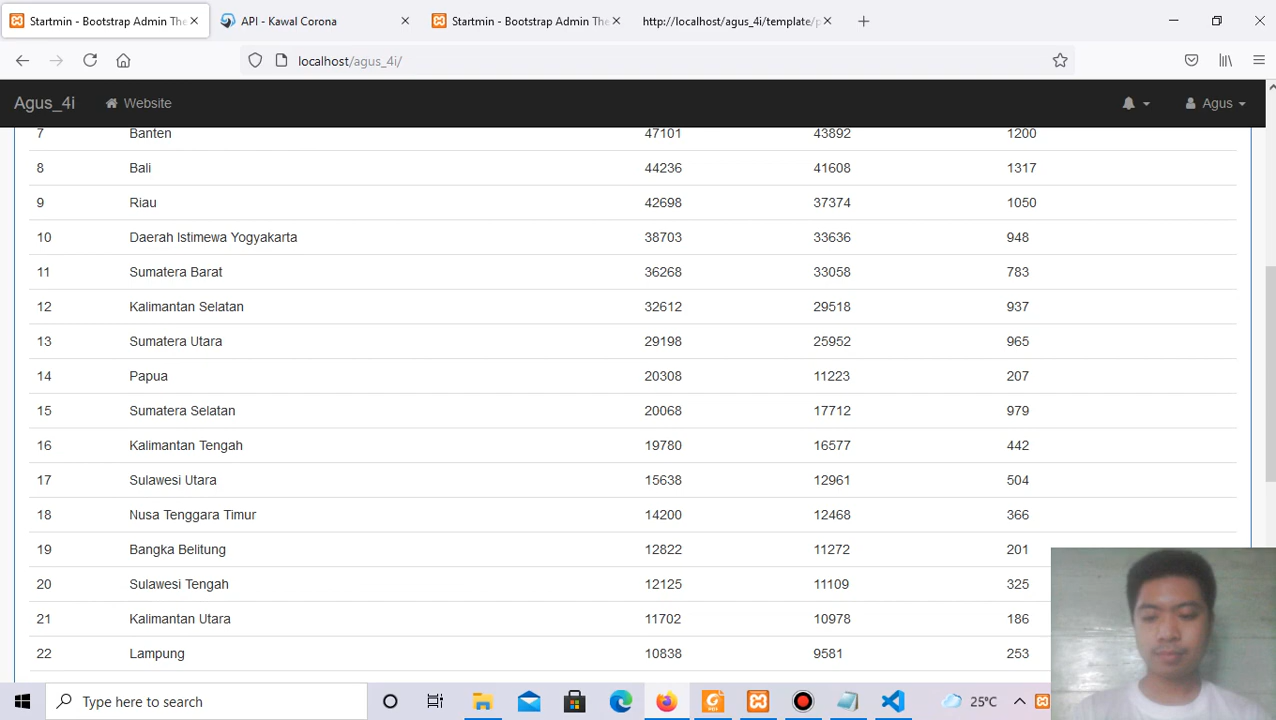 Startmin - Bootstrap Admin The
API - Kawal Corona
Startmin - Bootstrap Admin The
http://localhost/agus_4i/template/p
localhost/agus_4i/
Agus_4i
Website
Agus
7 Banten 47101 43892 1200
8 Bali 44236 41608 1317
9 Riau 42698 37374 1050
10 Daerah Istimewa Yogyakarta 38703 33636 948
11 Sumatera Barat 36268 33058 783
12 Kalimantan Selatan 32612 29518 937
13 Sumatera Utara 29198 25952 965
14 Papua 20308 11223 207
15 Sumatera Selatan 20068 17712 979
16 Kalimantan Tengah 19780 16577 442
17 Sulawesi Utara 15638 12961 504
18 Nusa Tenggara Timur 14200 12468 366
19 Bangka Belitung 12822 11272 201
20 Sulawesi Tengah 12125 11109 325
21 Kalimantan Utara 11702 10978 186
22 Lampung 10838 9581 253
Type here to search
25°C